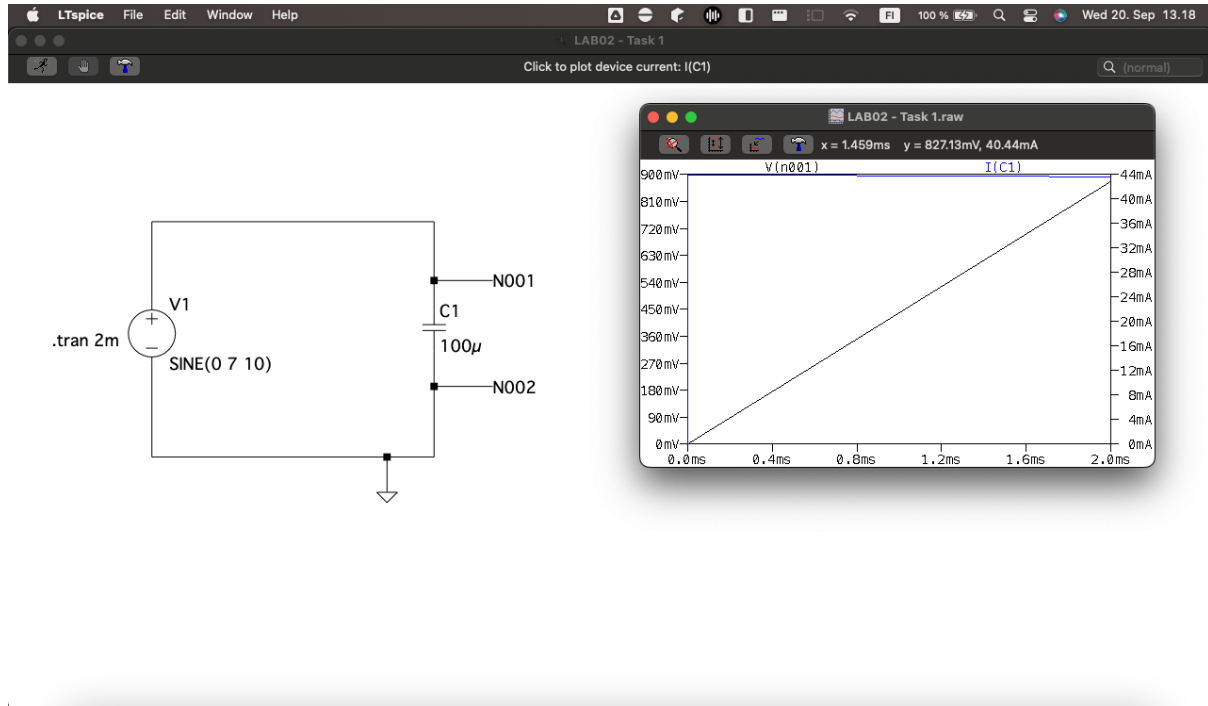 LTspice File Edit Window Help FI 100 % Wed 20. Sep 13.18
LAB02 - Task 1
Click to plot device current: I(C1)
(normal)
LAB02 - Task 1.raw
x = 1.459ms y = 827.13mV, 40.44mA
V(n001) I(C1)
900mV 44mA
810mV 40mA
720mV 36mA
630mV 32mA
540mV 28mA
450mV 24mA
360mV 20mA
270mV 16mA
180mV 12mA
90mV 8mA
0mV 4mA
0mA
0.0ms 0.4ms 0.8ms 1.2ms 1.6ms 2.0ms
N001
V1
+
C1
.tran 2m
100µ
SINE(0 7 10)
N002